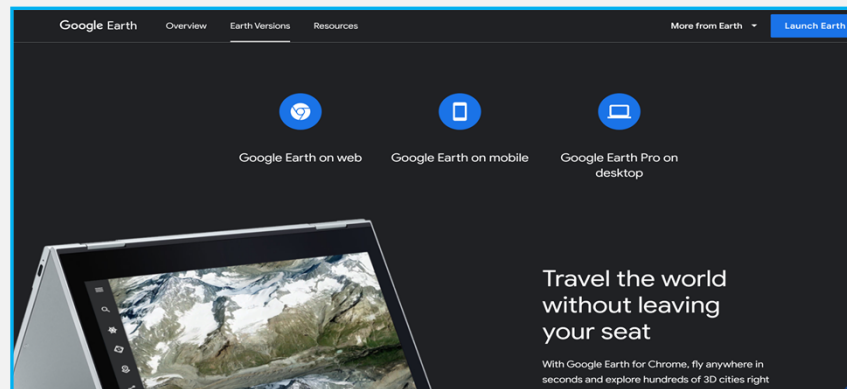 Google Earth Overview Earth Versions Resources More from Earth Launch Earth
Google Earth on web Google Earth on mobile Google Earth Pro on
desktop
Travel the world
without leaving
your seat
With Google Earth for Chrome, fly anywhere in
seconds and explore hundreds of 3D cities right